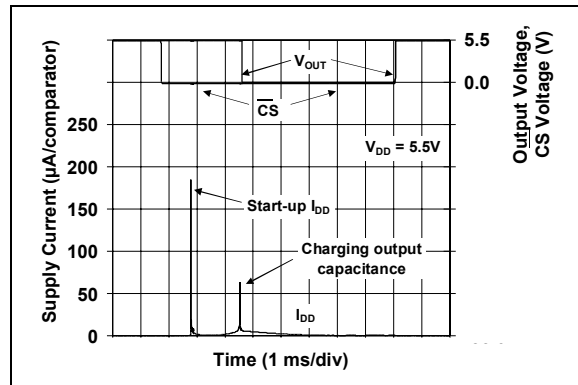 5.5
0.0
Output Voltage,
CS Voltage (V)
V_OUT
CS
V_DD = 5.5V
Supply Current (µA/comparator)
250
200
150
100
50
0
Start-up I_DD
Charging output
capacitance
I_DD
Time (1 ms/div)